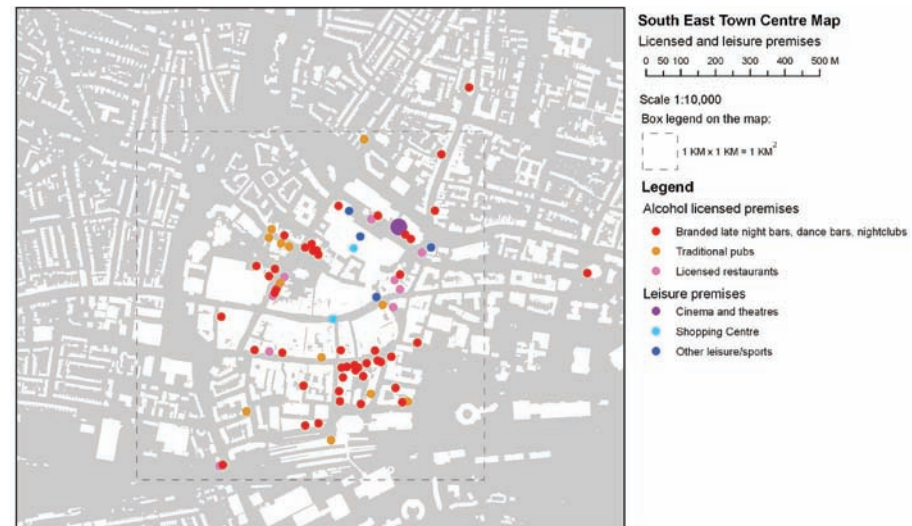 South East Town Centre Map
Licensed and leisure premises
0 50 100 200 300 400 500 M
Scale 1:10,000
Box legend on the map:
1 KM x 1 KM = 1 KM²
Legend
Alcohol licensed premises
Branded late night bars, dance bars, nightclubs
Traditional pubs
Licensed restaurants
Leisure premises
Cinema and theatres
Shopping Centre
Other leisure/sports